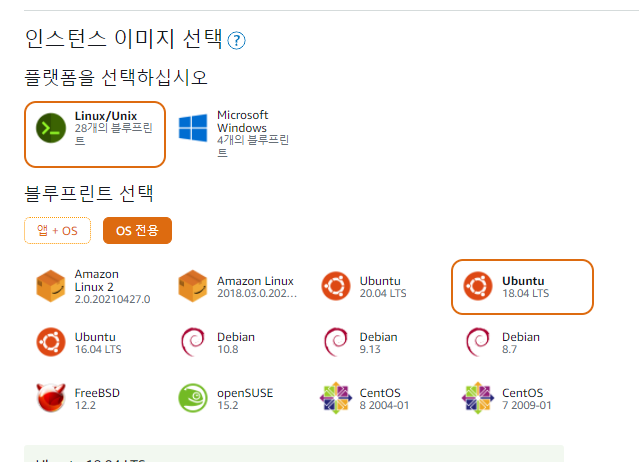 인스턴스 이미지 선택 ?
플랫폼을 선택하십시오
Linux/Unix
28개의 블루프린
트
Microsoft
Windows
4개의 블루프린
트
블루프린트 선택
앱 + OS
OS 전용
Amazon
Linux 2
2.0.20210427.0
Amazon Linux
2018.03.0.202...
Ubuntu
20.04 LTS
Ubuntu
18.04 LTS
Ubuntu
16.04 LTS
Debian
10.8
Debian
9.13
Debian
8.7
FreeBSD
12.2
openSUSE
15.2
CentOS
8 2004-01
CentOS
7 2009-01
Ubuntu 18.04 LTS